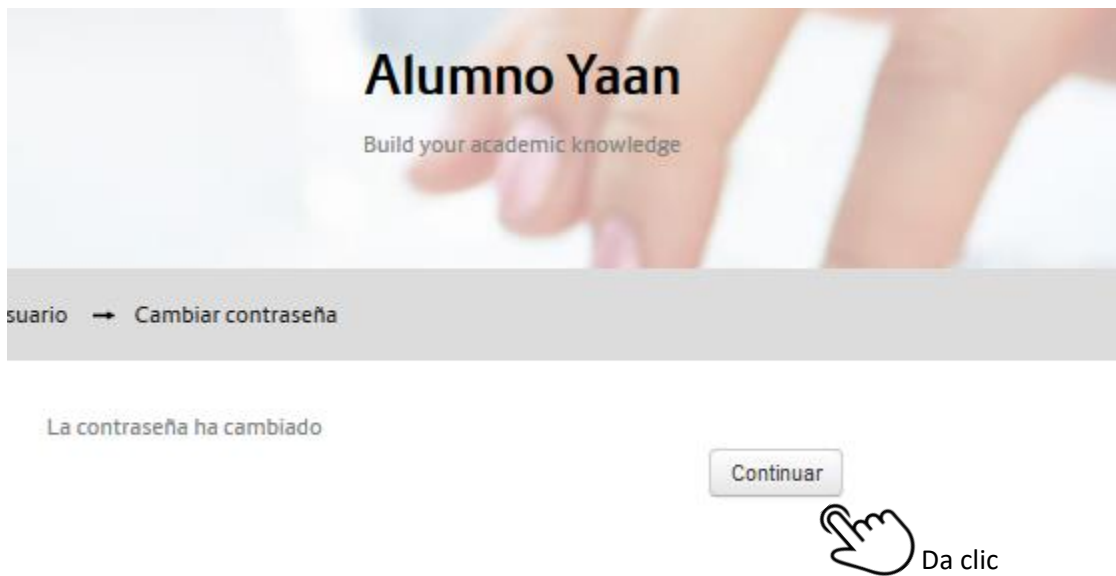 Alumno Yaan
Build your academic knowledge
suario → Cambiar contraseña
La contraseña ha cambiado
Continuar
Da clic